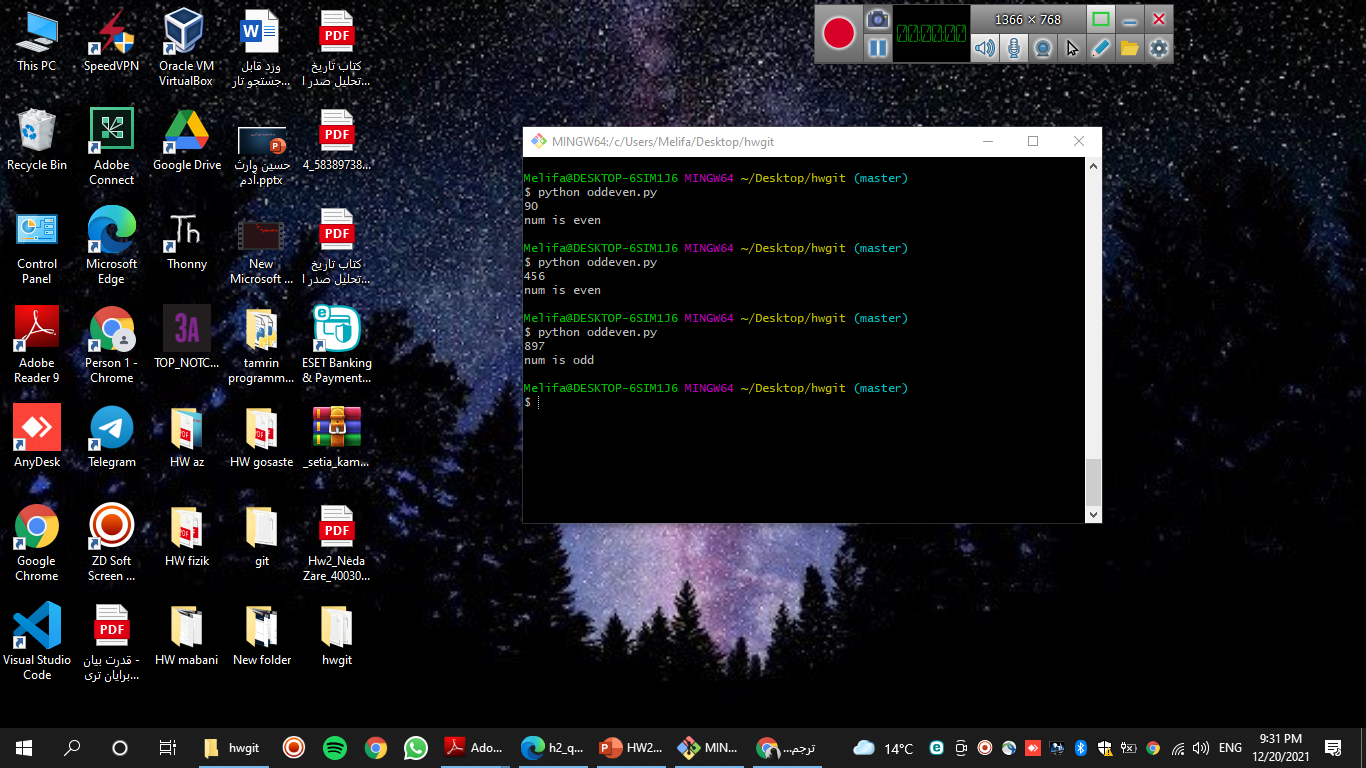 This PC
SpeedVPN
Oracle VM
VirtualBox
ورد قابل
جستجو تار...
کتاب تاریخ
تحلیل صدر ا...
Recycle Bin
Adobe
Connect
Google Drive
حسین وارث
آدم.pptx
4_58389738...
Control
Panel
Microsoft
Edge
Thonny
New
Microsoft ...
کتاب تاریخ
تحلیل صدر ا...
Adobe
Reader 9
Person 1 -
Chrome
TOP_NOTC...
tamrin
programm...
ESET Banking
& Payment...
AnyDesk
Telegram
HW az
HW gosaste
_setia_kam...
Google
Chrome
ZD Soft
Screen ...
HW fizik
git
Hw2_Neda
Zare_40030...
Visual Studio
Code
قدرت بیان -
برایان تری...
HW mabani
New folder
hwgit
1366 × 768
MINGW64:/c/Users/Melifa/Desktop/hwgit
Melifa@DESKTOP-6SIM1J6 MINGW64 ~/Desktop/hwgit (master)
$ python oddeven.py
90
num is even
Melifa@DESKTOP-6SIM1J6 MINGW64 ~/Desktop/hwgit (master)
$ python oddeven.py
456
num is even
Melifa@DESKTOP-6SIM1J6 MINGW64 ~/Desktop/hwgit (master)
$ python oddeven.py
897
num is odd
Melifa@DESKTOP-6SIM1J6 MINGW64 ~/Desktop/hwgit (master)
$
hwgit
Ado...
h2_q...
HW2...
MIN...
ترجم...
14°C
ENG
9:31 PM
12/20/2021